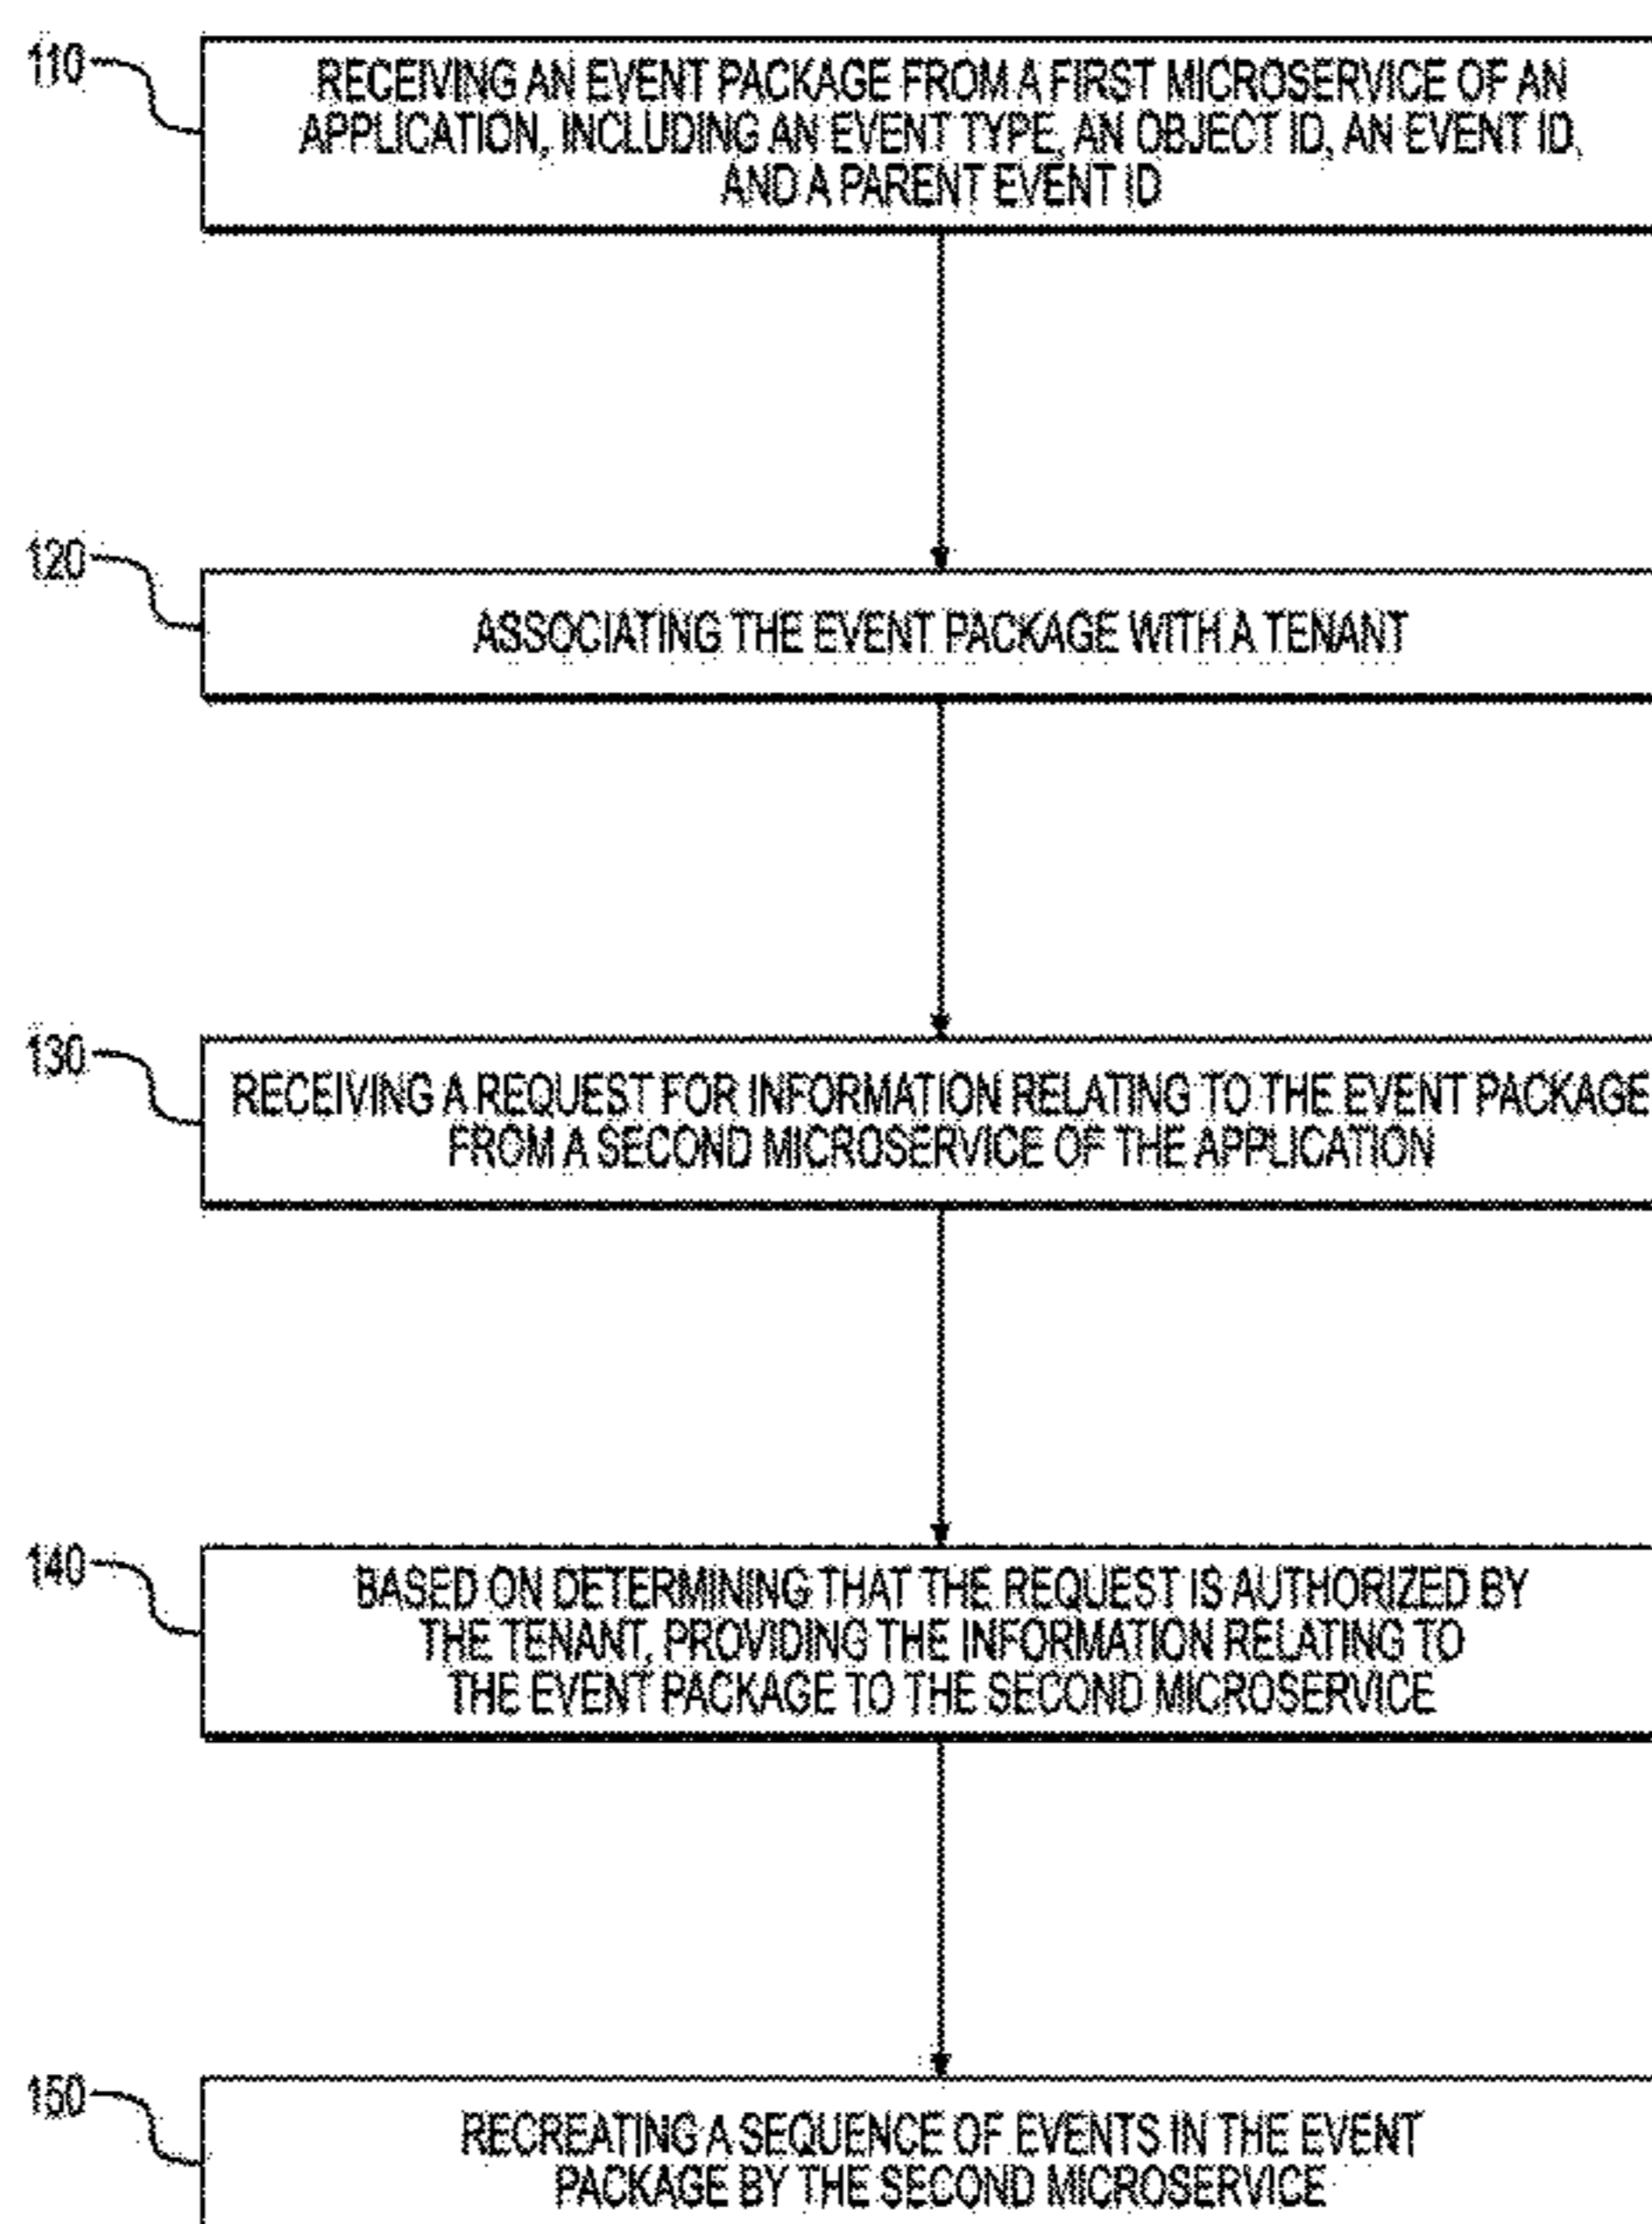 110
RECEIVING AN EVENT PACKAGE FROM A FIRST MICROSERVICE OF AN
APPLICATION, INCLUDING AN EVENT TYPE, AN OBJECT ID, AN EVENT ID,
AND A PARENT EVENT ID
120
ASSOCIATING THE EVENT PACKAGE WITH A TENANT
130
RECEIVING A REQUEST FOR INFORMATION RELATING TO THE EVENT PACKAGE
FROM A SECOND MICROSERVICE OF THE APPLICATION
140
BASED ON DETERMINING THAT THE REQUEST IS AUTHORIZED BY
THE TENANT, PROVIDING THE INFORMATION RELATING TO
THE EVENT PACKAGE TO THE SECOND MICROSERVICE
150
RECREATING A SEQUENCE OF EVENTS IN THE EVENT
PACKAGE BY THE SECOND MICROSERVICE